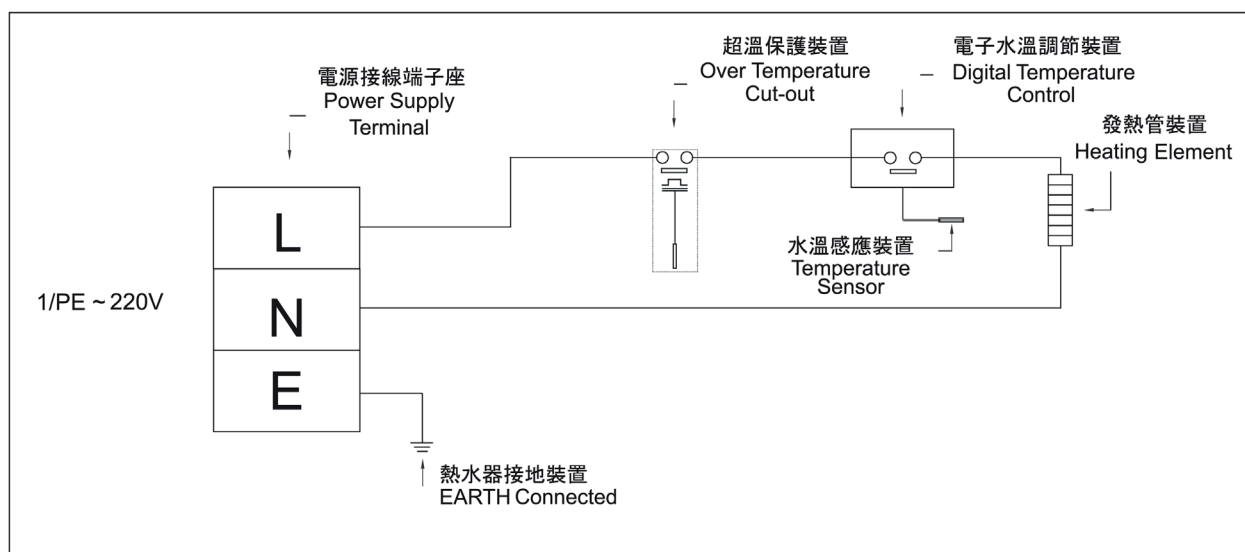 電源接線端子座
Power Supply
Terminal
超溫保護裝置
Over Temperature
Cut-out
電子水溫調節裝置
Digital Temperature
Control
發熱管裝置
Heating Element
水溫感應裝置
Temperature
Sensor
1/PE ~ 220V
L
N
E
熱水器接地裝置
EARTH Connected